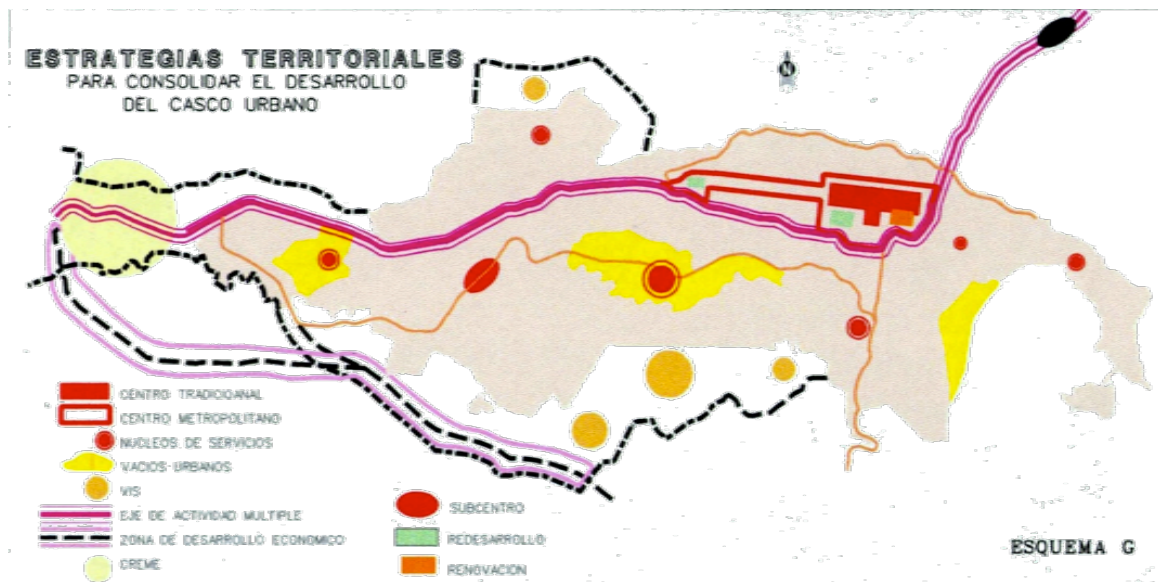 ESTRATEGIAS TERRITORIALES
PARA CONSOLIDAR EL DESARROLLO
DEL CASCO URBANO
N
CENTRO TRADICIOANAL
CENTRO METROPOLITANO
NUCLEOS DE SERVICIOS
VACIOS URBANOS
VIS
EJE DE ACTIVIDAD MULTIPLE
ZONA DE DESARROLLO ECONOMICO
CREME
SUBCENTRO
REDESARROLLO
RENOVACION
ESQUEMA G